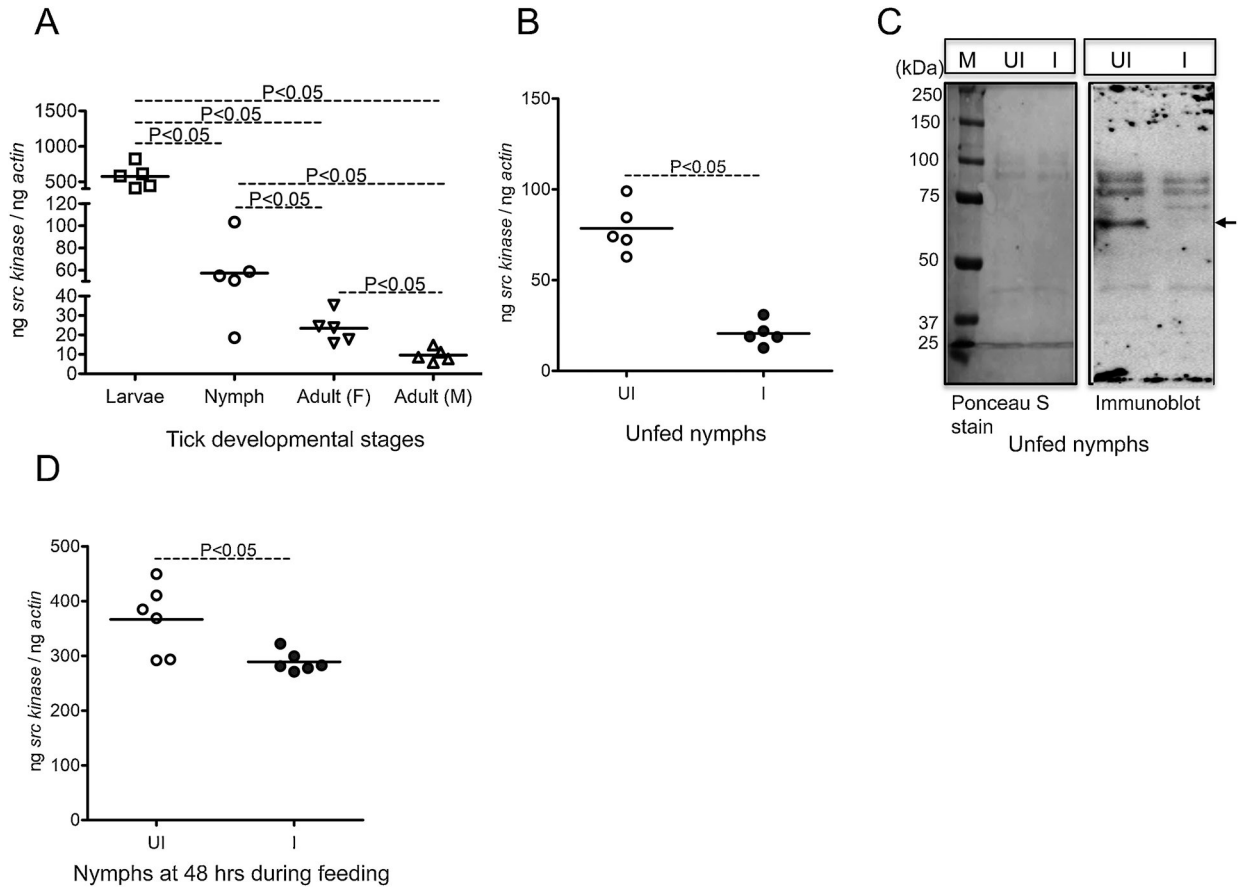 A
ng src kinase / ng actin
1500
1000
500
120
100
80
60
40
30
20
10
0
P<0.05
P<0.05
P<0.05
P<0.05
P<0.05
P<0.05
Larvae Nymph Adult (F) Adult (M)
Tick developmental stages
B
ng src kinase / ng actin
150
100
50
0
P<0.05
UI I
Unfed nymphs
C
(kDa) M UI I UI I
250
150
100
75
50
37
25
Ponceau S stain
Immunoblot
Unfed nymphs
D
ng src kinase / ng actin
500
400
300
200
100
0
P<0.05
UI I
Nymphs at 48 hrs during feeding